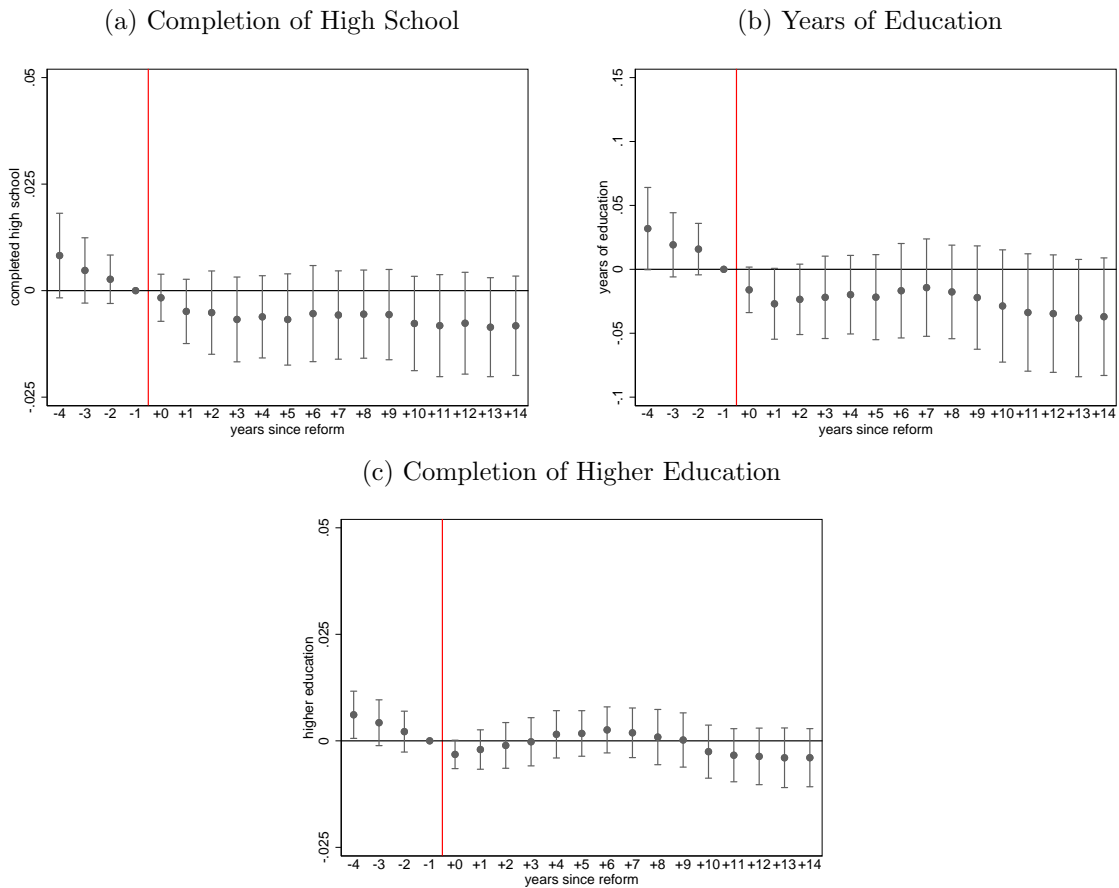 (a) Completion of High School
.05
.025
0
-.025
completed high school
-4 -3 -2 -1 +0 +1 +2 +3 +4 +5 +6 +7 +8 +9 +10 +11 +12 +13 +14
years since reform
(b) Years of Education
.15
.1
.05
0
-.05
-.1
years of education
-4 -3 -2 -1 +0 +1 +2 +3 +4 +5 +6 +7 +8 +9 +10 +11 +12 +13 +14
years since reform
(c) Completion of Higher Education
.05
.025
0
-.025
higher education
-4 -3 -2 -1 +0 +1 +2 +3 +4 +5 +6 +7 +8 +9 +10 +11 +12 +13 +14
years since reform